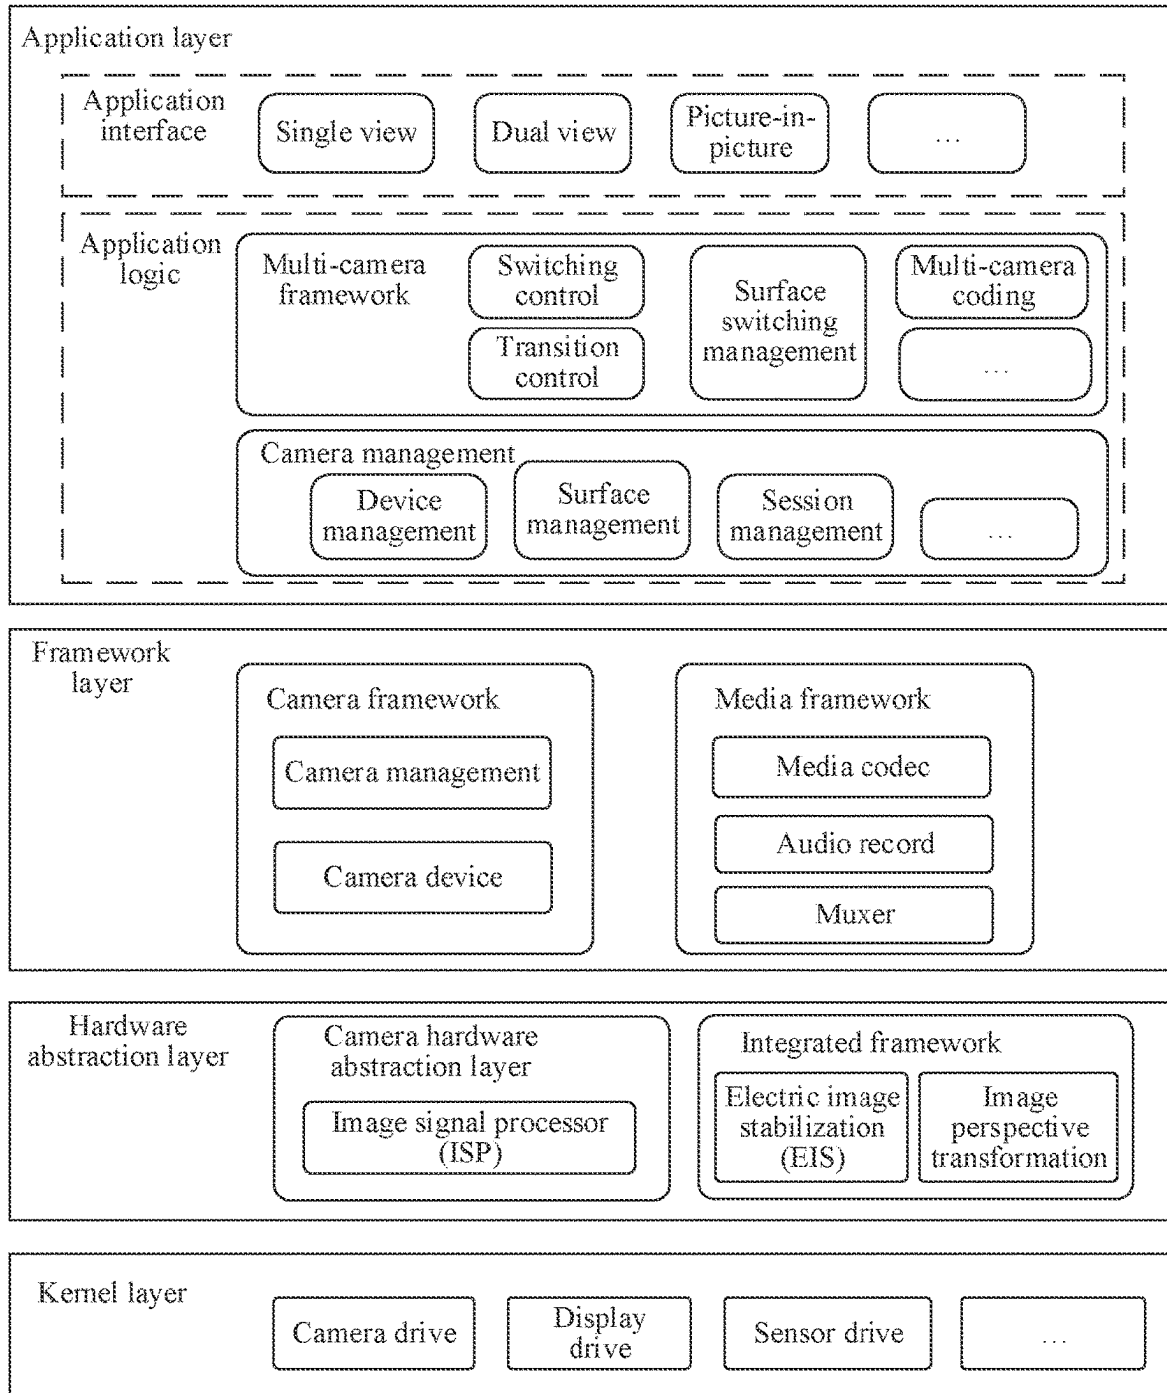 Application layer
Application
interface
Single view
Dual view
Picture-in-
picture
...
Application
logic
Multi-camera
framework
Switching
control
Transition
control
Surface
switching
management
Multi-camera
coding
...
Camera management
Device
management
Surface
management
Session
management
...
Framework
layer
Camera framework
Camera management
Camera device
Media framework
Media codec
Audio record
Muxer
Hardware
abstraction layer
Camera hardware
abstraction layer
Image signal processor
(ISP)
Integrated framework
Electric image
stabilization
(EIS)
Image
perspective
transformation
Kernel layer
Camera drive
Display
drive
Sensor drive
...